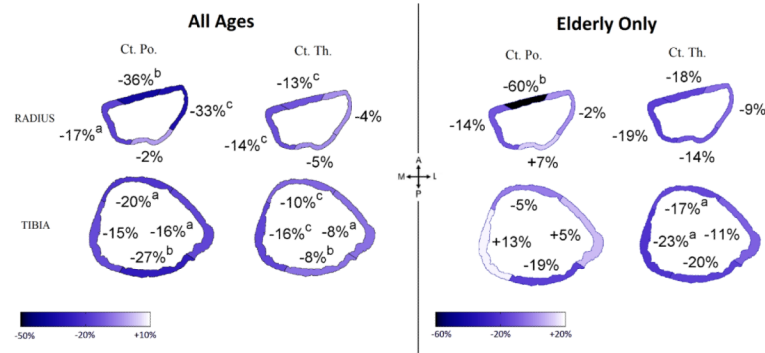 All Ages
Elderly Only
Ct. Po.
Ct. Th.
Ct. Po.
Ct. Th.
RADIUS
-36%b
-33%c
-17%a
-2%
-13%c
-4%
-14%c
-5%
-60%b
-2%
-14%
+7%
-18%
-9%
-19%
-14%
A
M L
P
TIBIA
-20%a
-15% -16%a
-27%b
-10%c
-16%c -8%a
-8%b
-5%
+13% +5%
-19%
-17%a
-23%a -11%
-20%
-50% -20% +10%
-60% -20% +20%